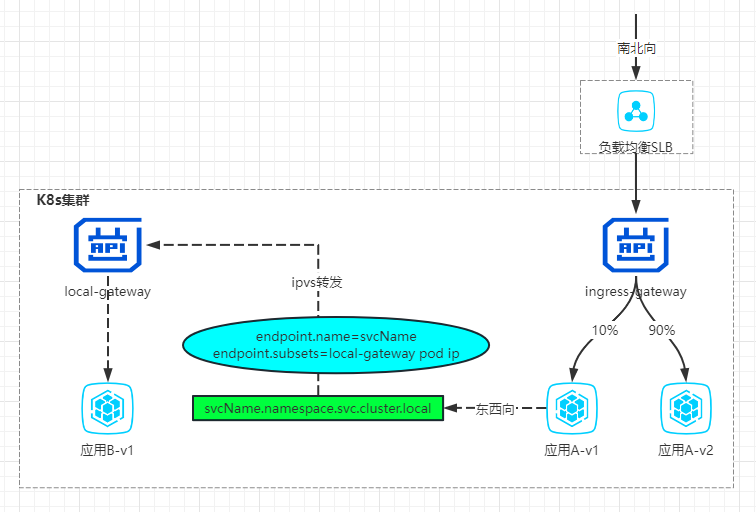 南北向
负载均衡SLB
K8s集群
API
local-gateway
API
ingress-gateway
ipvs转发
10%
90%
endpoint.name=svcName
endpoint.subsets=local-gateway pod ip
svcName.namespace.svc.cluster.local
东西向
应用B-v1
应用A-v1
应用A-v2